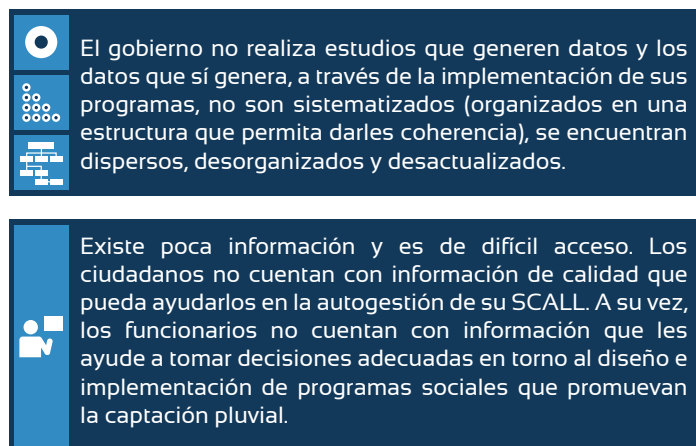 El gobierno no realiza estudios que generen datos y los
datos que sí genera, a través de la implementación de sus
programas, no son sistematizados (organizados en una
estructura que permita darles coherencia), se encuentran
dispersos, desorganizados y desactualizados.
Existe poca información y es de difícil acceso. Los
ciudadanos no cuentan con información de calidad que
pueda ayudarlos en la autogestión de su SCALL. A su vez,
los funcionarios no cuentan con información que les
ayude a tomar decisiones adecuadas en torno al diseño e
implementación de programas sociales que promuevan
la captación pluvial.